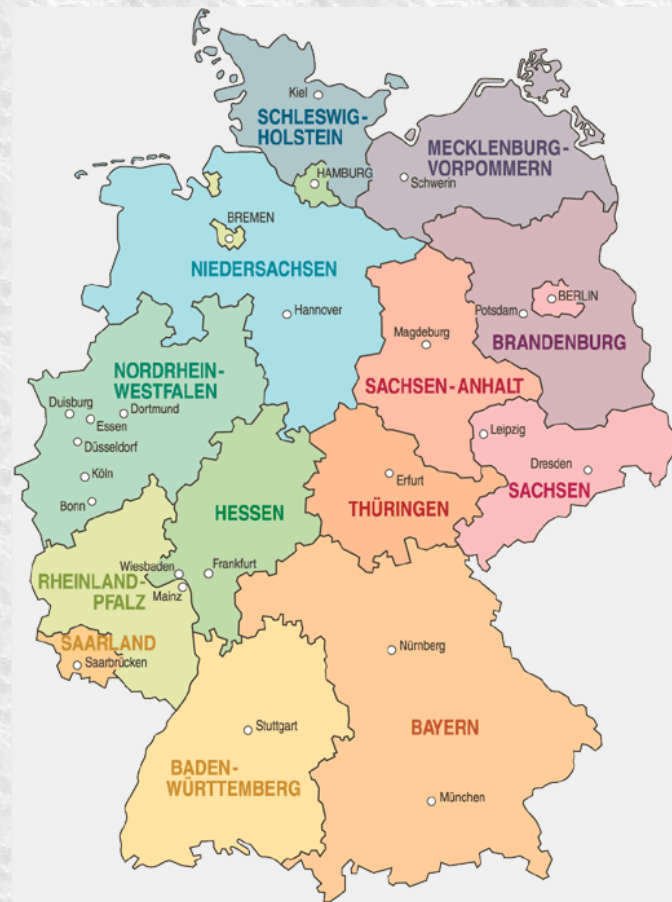 Kiel
SCHLESWIG-
HOLSTEIN
MECKLENBURG-
VORPOMMERN
HAMBURG
Schwerin
BREMEN
NIEDERSACHSEN
Hannover
BERLIN
Potsdam
Magdeburg
BRANDENBURG
NORDRHEIN-
WESTFALEN
SACHSEN-ANHALT
Duisburg
Dortmund
Essen
Düsseldorf
Leipzig
Köln
Erfurt
Dresden
SACHSEN
Bonn
HESSEN
THÜRINGEN
Wiesbaden
Frankfurt
RHEINLAND-
PFALZ
Mainz
SAARLAND
Saarbrücken
Nürnberg
Stuttgart
BAYERN
BADEN-
WÜRTTEMBERG
München